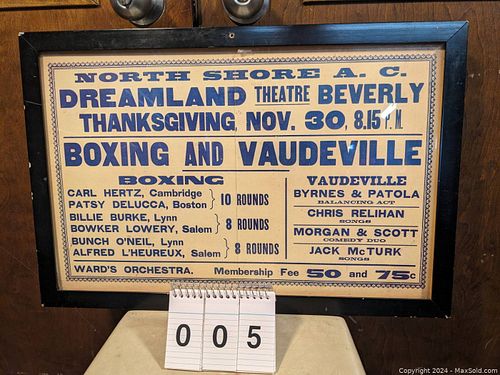 NORTH SHORE A. C.
DREAMLAND THEATRE BEVERLY
THANKSGIVING, NOV. 30, 8.15 P. M.
BOXING AND VAUDEVILLE
BOXING
CARL HERTZ, Cambridge
PATSY DELUCCA, Boston
10 ROUNDS
BILLIE BURKE, Lynn
BOWKER LOWERY, Salem
8 ROUNDS
BUNCH O'NEIL, Lynn
ALFRED L'HEUREUX, Salem
8 ROUNDS
VAUDEVILLE
BYRNES & PATOLA
BALANCING ACT
CHRIS RELIHAN
SONGS
MORGAN & SCOTT
COMEDY DUO
JACK McTURK
SONGS
WARD'S ORCHESTRA. Membership Fee 50 and 75c
005
Copyright 2024 - MaxSold.com